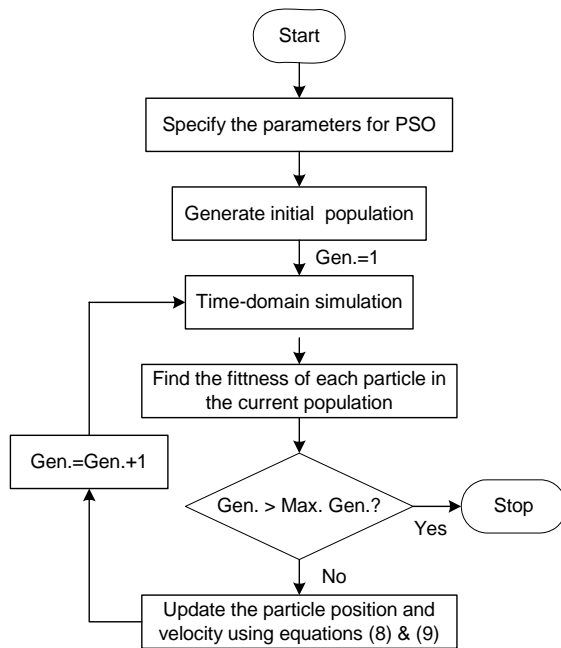 Start
Specify the parameters for PSO
Generate initial population
Gen.=1
Time-domain simulation
Find the fittness of each particle in
the current population
Gen.=Gen.+1
Gen. > Max. Gen.?
Stop
Yes
No
Update the particle position and
velocity using equations (8) & (9)